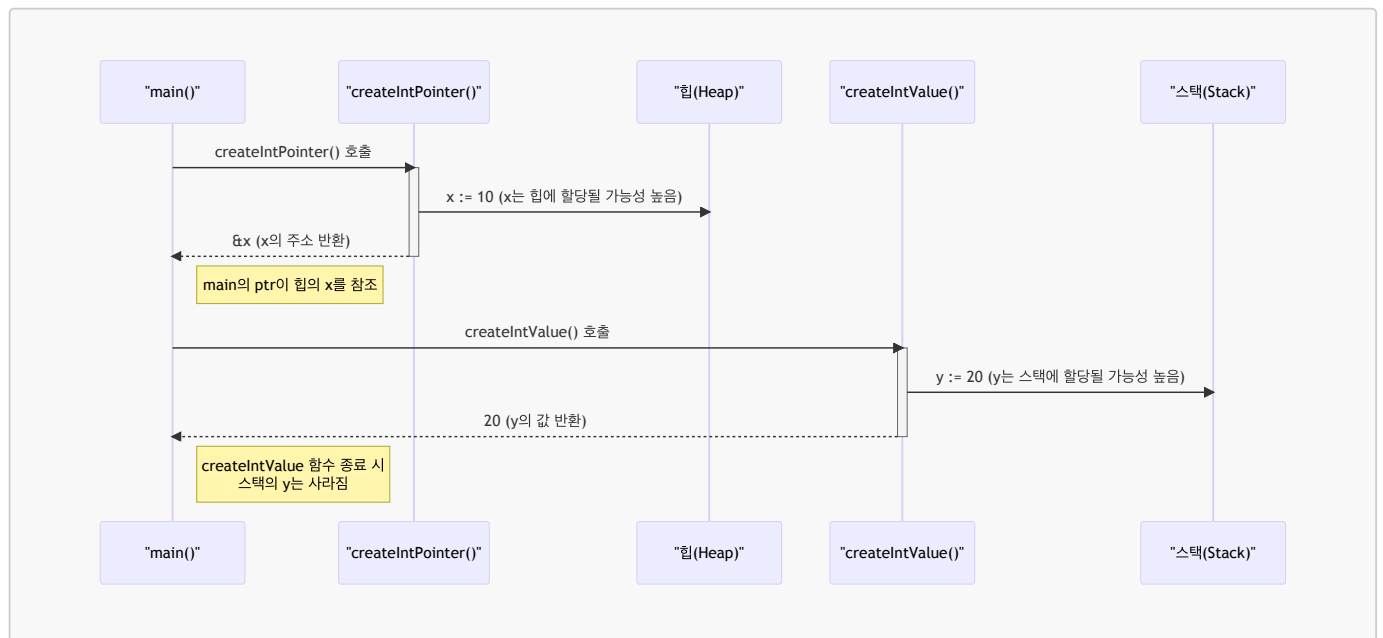 "main()"
"createIntPointer()"
"힙(Heap)"
"createIntValue()"
"스택(Stack)"
createIntPointer() 호출
x := 10 (x는 힙에 할당될 가능성 높음)
&x (x의 주소 반환)
main의 ptr이 힙의 x를 참조
createIntValue() 호출
y := 20 (y는 스택에 할당될 가능성 높음)
20 (y의 값 반환)
createIntValue 함수 종료 시
스택의 y는 사라짐
"main()"
"createIntPointer()"
"힙(Heap)"
"createIntValue()"
"스택(Stack)"